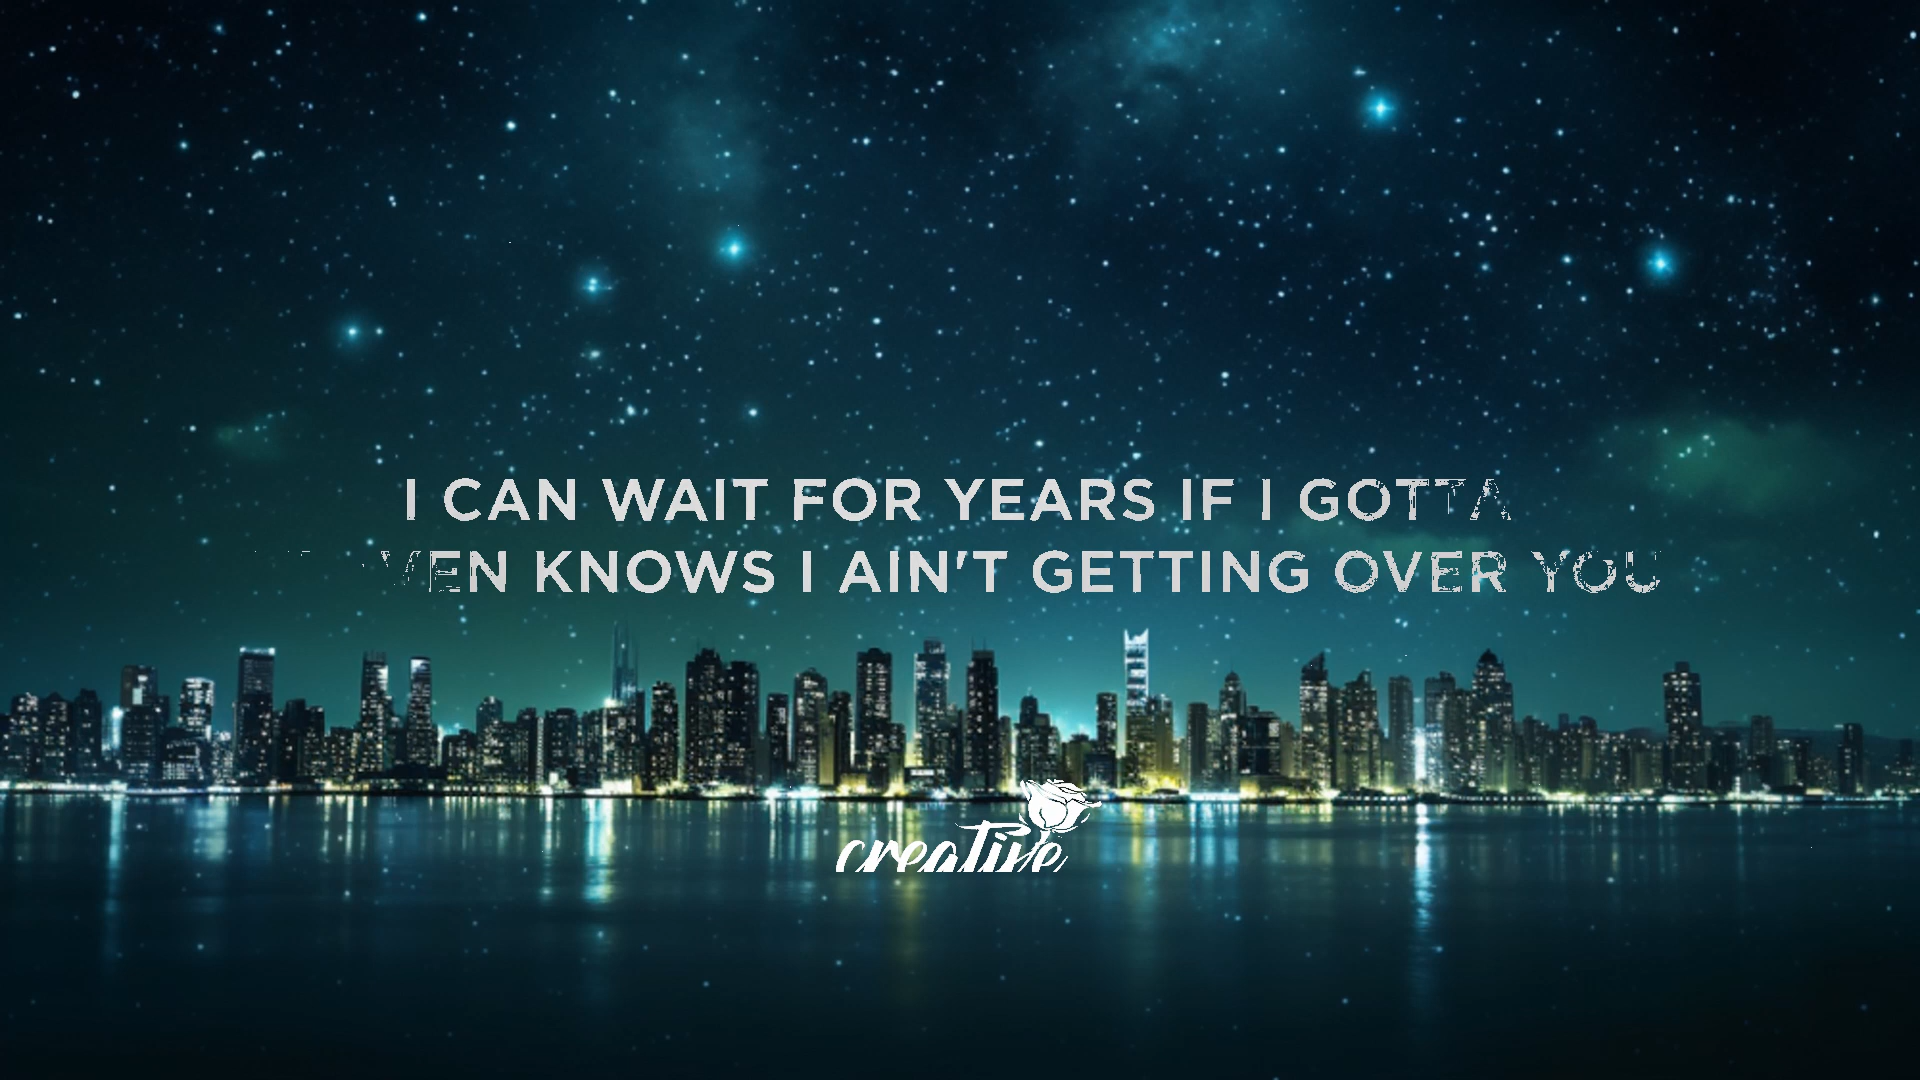 I CAN WAIT FOR YEARS IF I GOTTA
KNOWS I AIN'T GETTING OVER YOU
creative